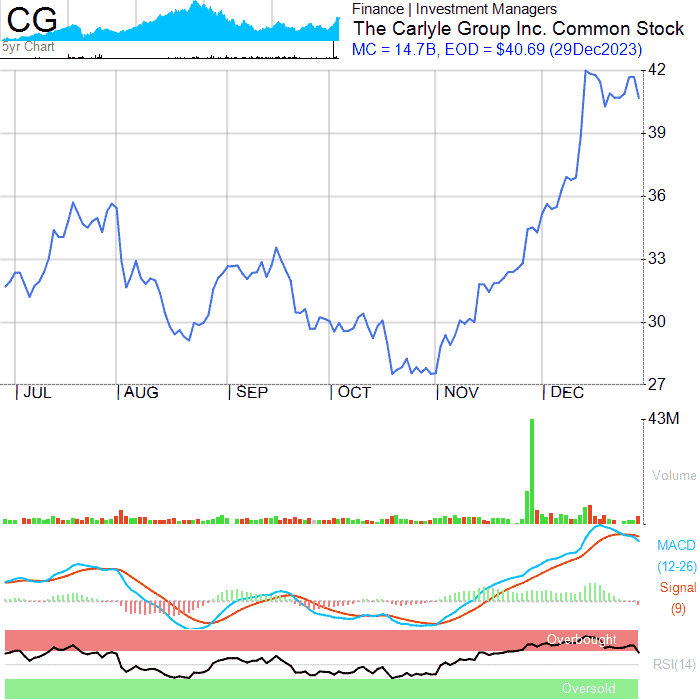 CG
5yr Chart
Finance | Investment Managers
The Carlyle Group Inc. Common Stock
MC = 14.7B, EOD = $40.69 (29Dec2023)
42
39
36
33
30
27
JUL AUG SEP OCT NOV DEC
43M
Volume
MACD
(12-26)
Signal
(9)
Overbought
RSI(14)
Oversold